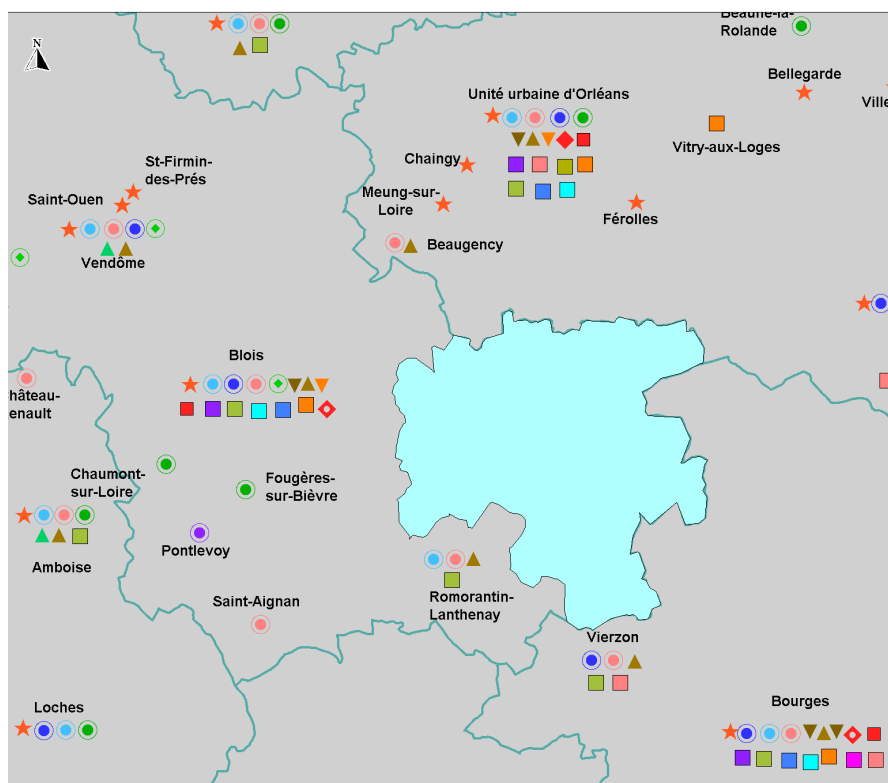 Beaune-la-
Rolande
N
Bellegarde
Unité urbaine d'Orléans
Ville
Vitry-aux-Loges
Chaingy
St-Firmin-
des-Prés
Meung-sur-
Loire
Saint-Ouen
Férolles
Beaugency
Vendôme
Blois
hâteau-
enault
Chaumont-
sur-Loire
Fougères-
sur-Bièvre
Pontlevoy
Amboise
Romorantin-
Lanthenay
Saint-Aignan
Vierzon
Loches
Bourges